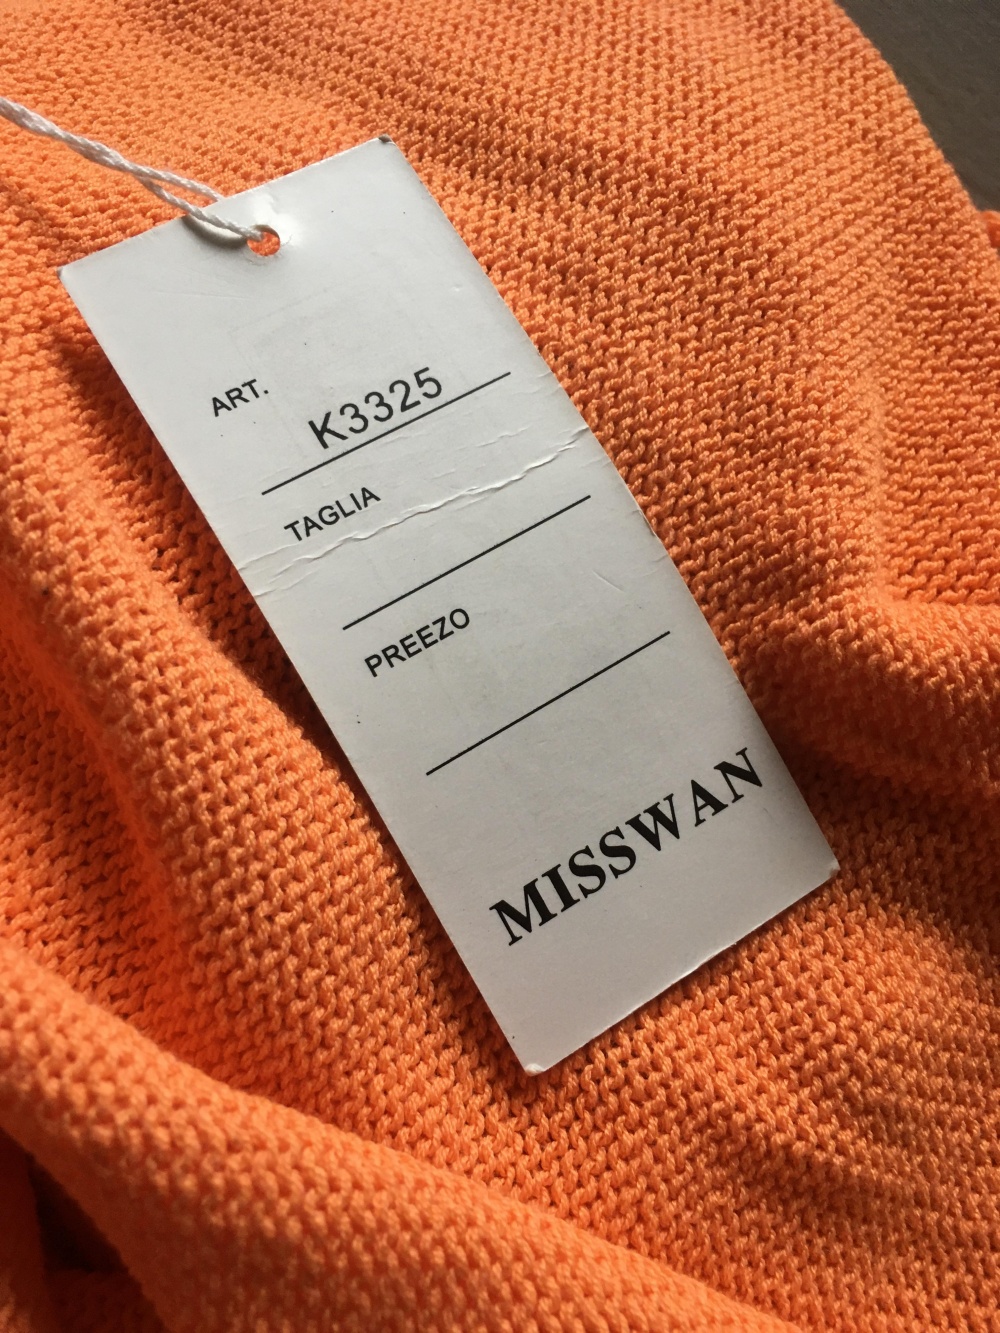 ART.
K3325
TAGLIA
PREEZO
MISSWAN